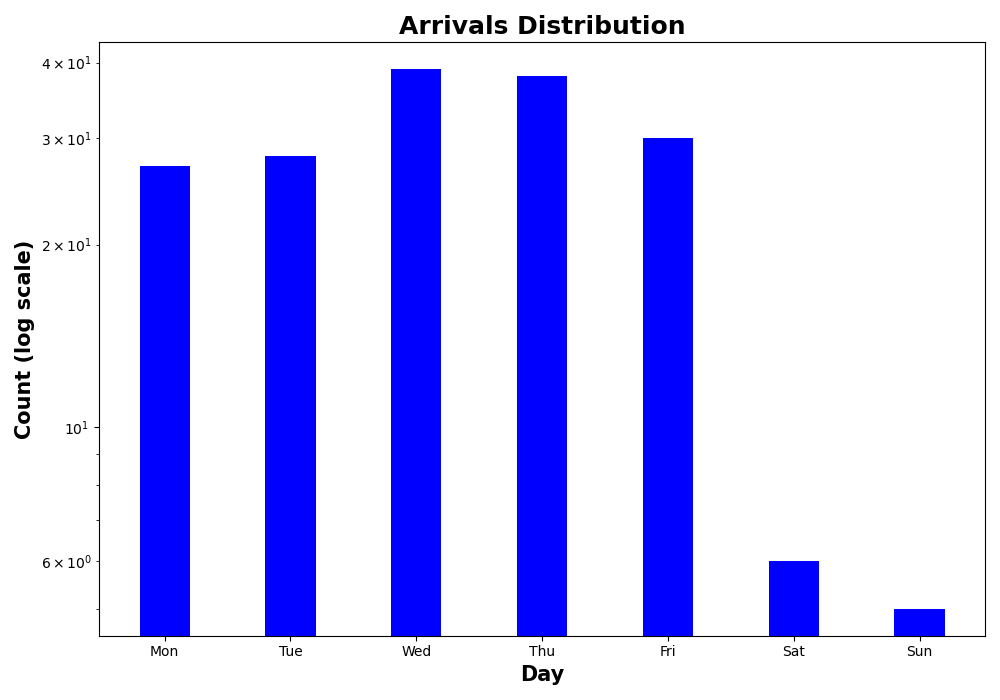 Arrivals Distribution
4 × 10¹
3 × 10¹
2 × 10¹
10¹
6 × 10⁰
Count (log scale)
Mon Tue Wed Thu Fri Sat Sun
Day